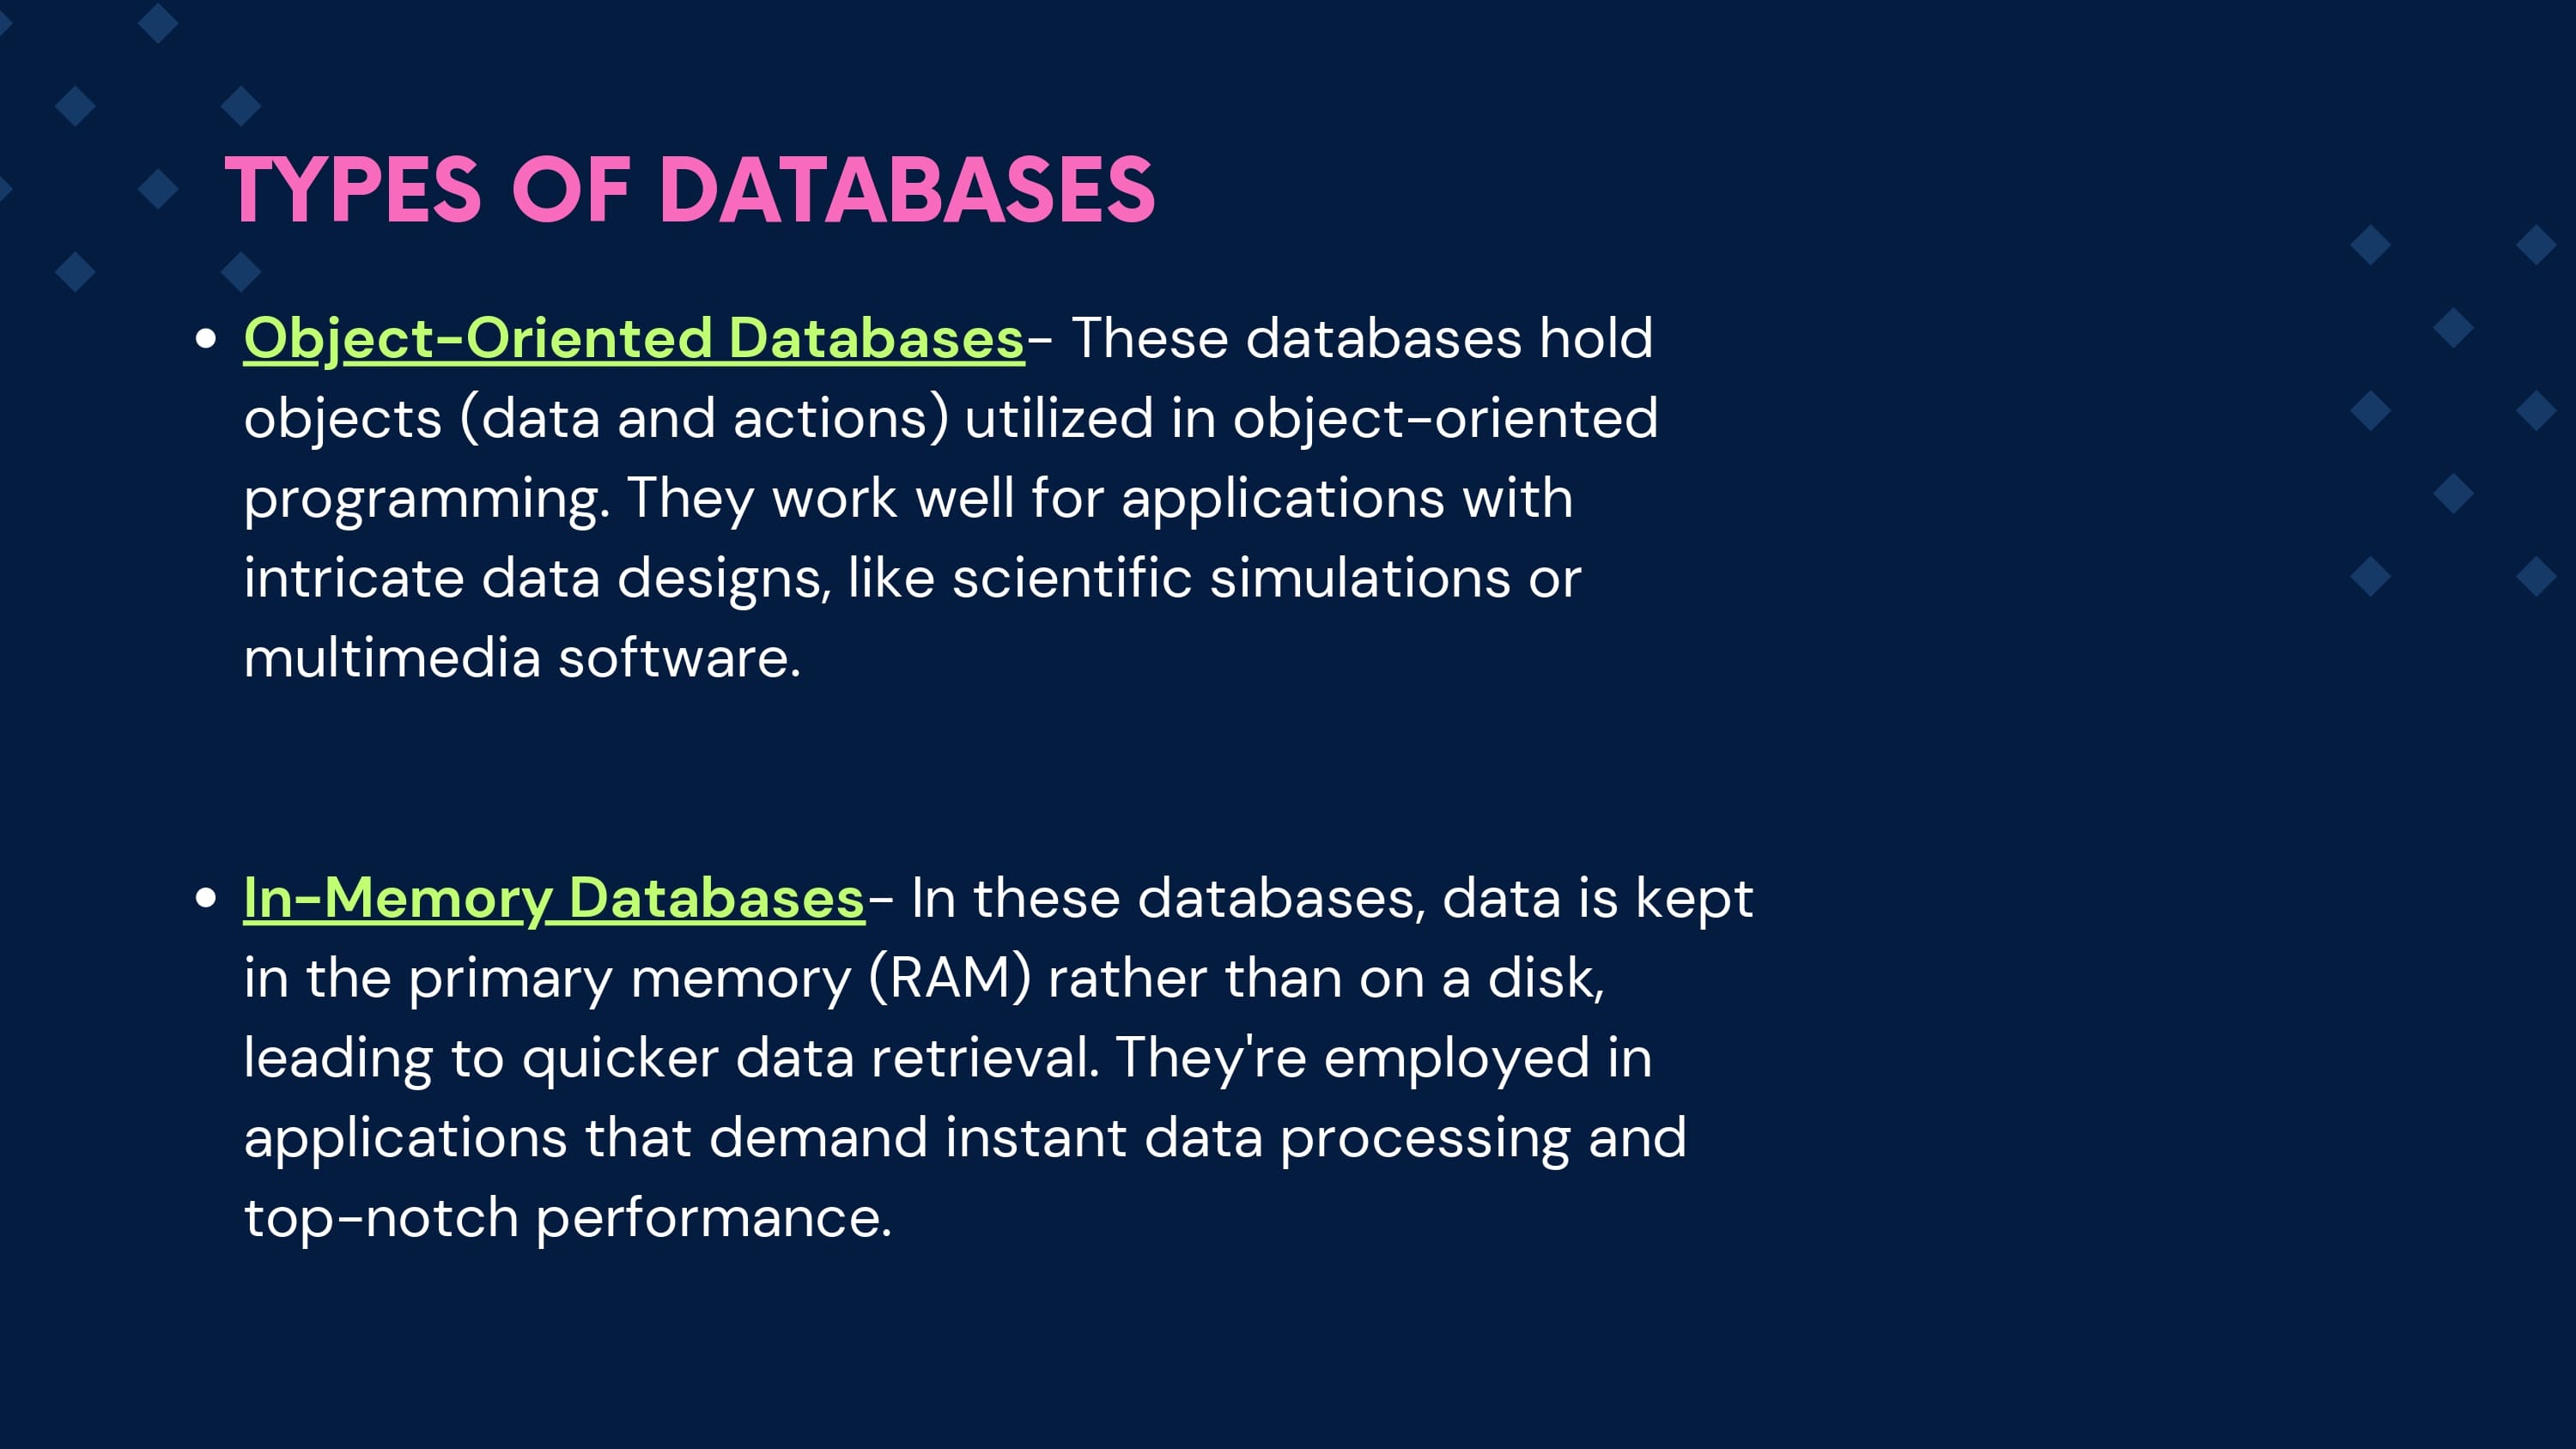 TYPES OF DATABASES
• Object-Oriented Databases- These databases hold
objects (data and actions) utilized in object-oriented
programming. They work well for applications with
intricate data designs, like scientific simulations or
multimedia software.
• In-Memory Databases- In these databases, data is kept
in the primary memory (RAM) rather than on a disk,
leading to quicker data retrieval. They're employed in
applications that demand instant data processing and
top-notch performance.